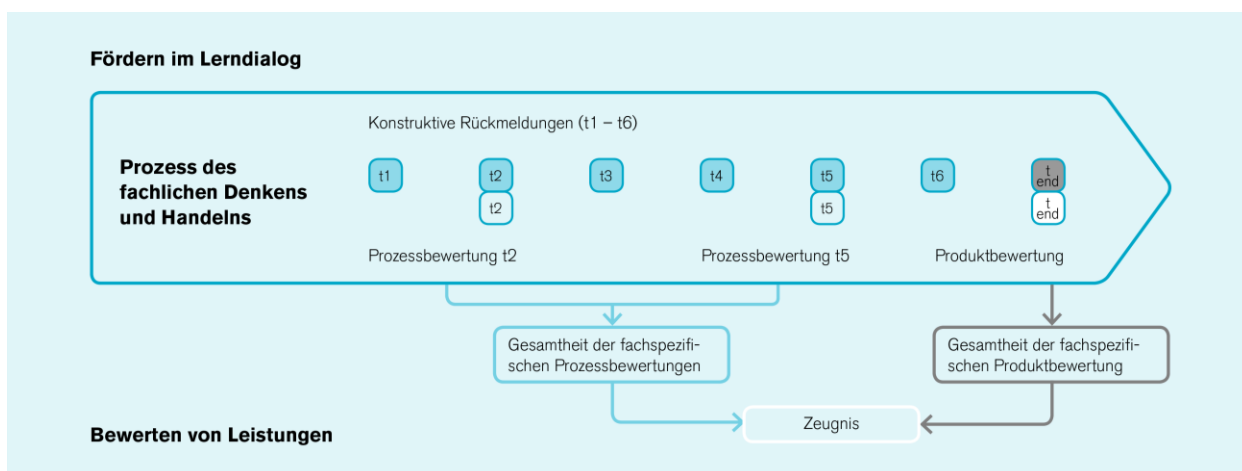 Fördern im Lerndialog
Konstruktive Rückmeldungen (t1 – t6)
Prozess des
fachlichen Denkens
und Handelns
t1
t2
t3
t4
t5
t6
t
end
t2
t5
t
end
Prozessbewertung t2
Prozessbewertung t5
Produktbewertung
Gesamtheit der fachspezifi-
schen Prozessbewertungen
Gesamtheit der fachspezifi-
schen Produktbewertung
Zeugnis
Bewerten von Leistungen